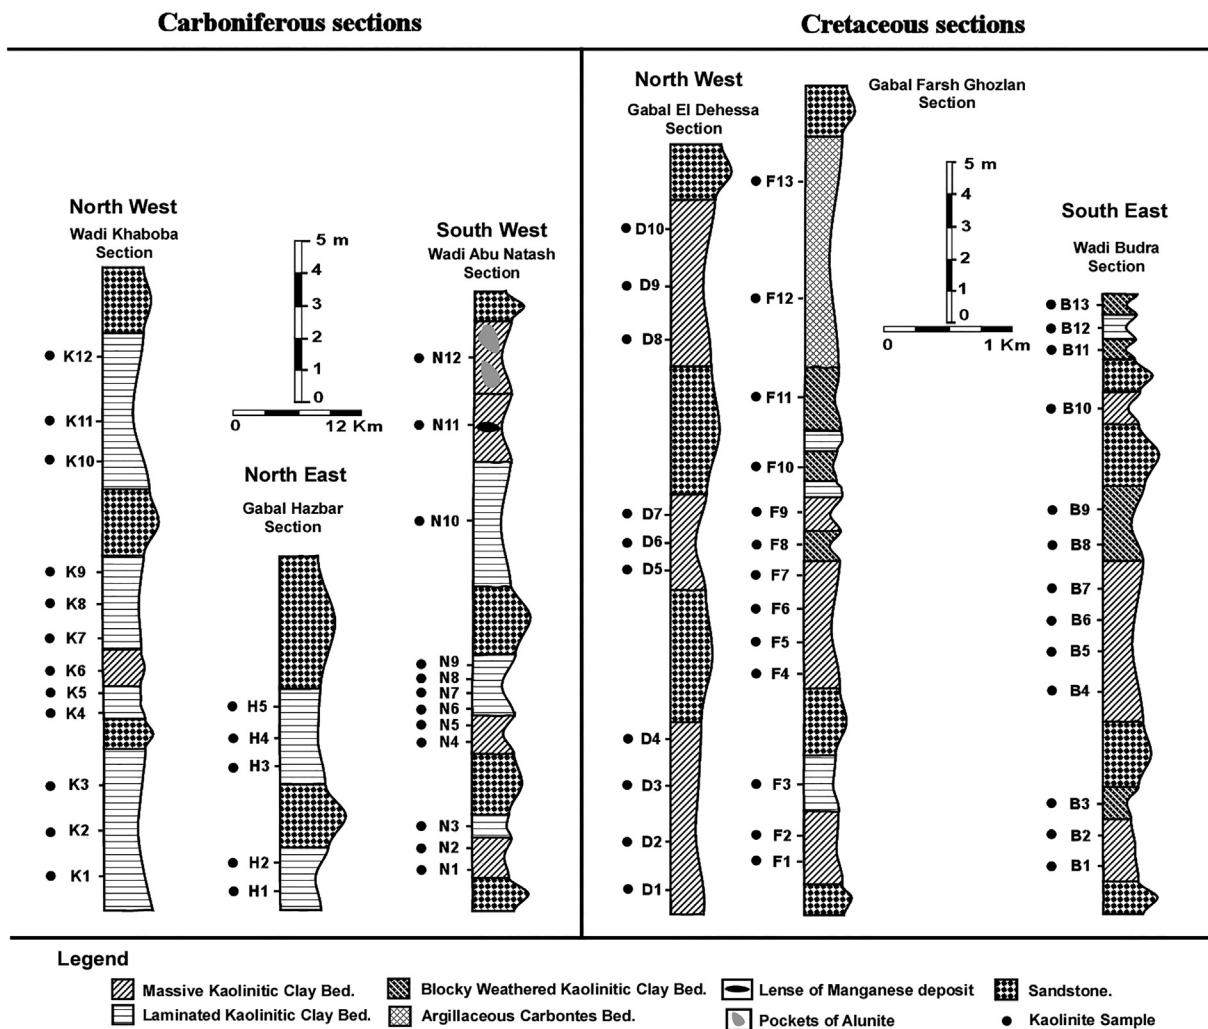 Carboniferous sections
Cretaceous sections
North West
Wadi Khaboba
Section
K12
K11
K10
K9
K8
K7
K6
K5
K4
K3
K2
K1
5 m
4
3
2
1
0
0 12 Km
North East
Gabal Hazbar
Section
H5
H4
H3
H2
H1
South West
Wadi Abu Natash
Section
N12
N11
N10
N9
N8
N7
N6
N5
N4
N3
N2
N1
North West
Gabal El Dehessa
Section
D10
D9
D8
D7
D6
D5
D4
D3
D2
D1
Gabal Farsh Ghozlan
Section
F13
F12
F11
F10
F9
F8
F7
F6
F5
F4
F3
F2
F1
5 m
4
3
2
1
0
0 1 Km
South East
Wadi Budra
Section
B13
B12
B11
B10
B9
B8
B7
B6
B5
B4
B3
B2
B1
Legend
Massive Kaolinitic Clay Bed.
Laminated Kaolinitic Clay Bed.
Blocky Weathered Kaolinitic Clay Bed.
Argillaceous Carbontes Bed.
Lense of Manganese deposit
Pockets of Alunite
Sandstone.
Kaolinite Sample